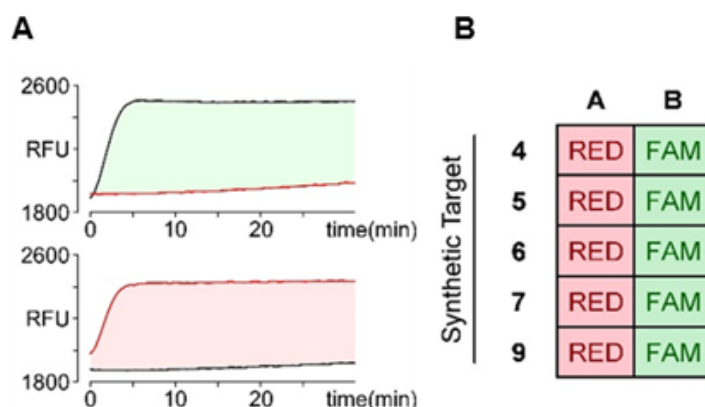 A
2600
RFU
1800
0 10 20 time(min)
2600
RFU
1800
0 10 20 time(min)
B
A B
Synthetic Target
4 RED FAM
5 RED FAM
6 RED FAM
7 RED FAM
9 RED FAM